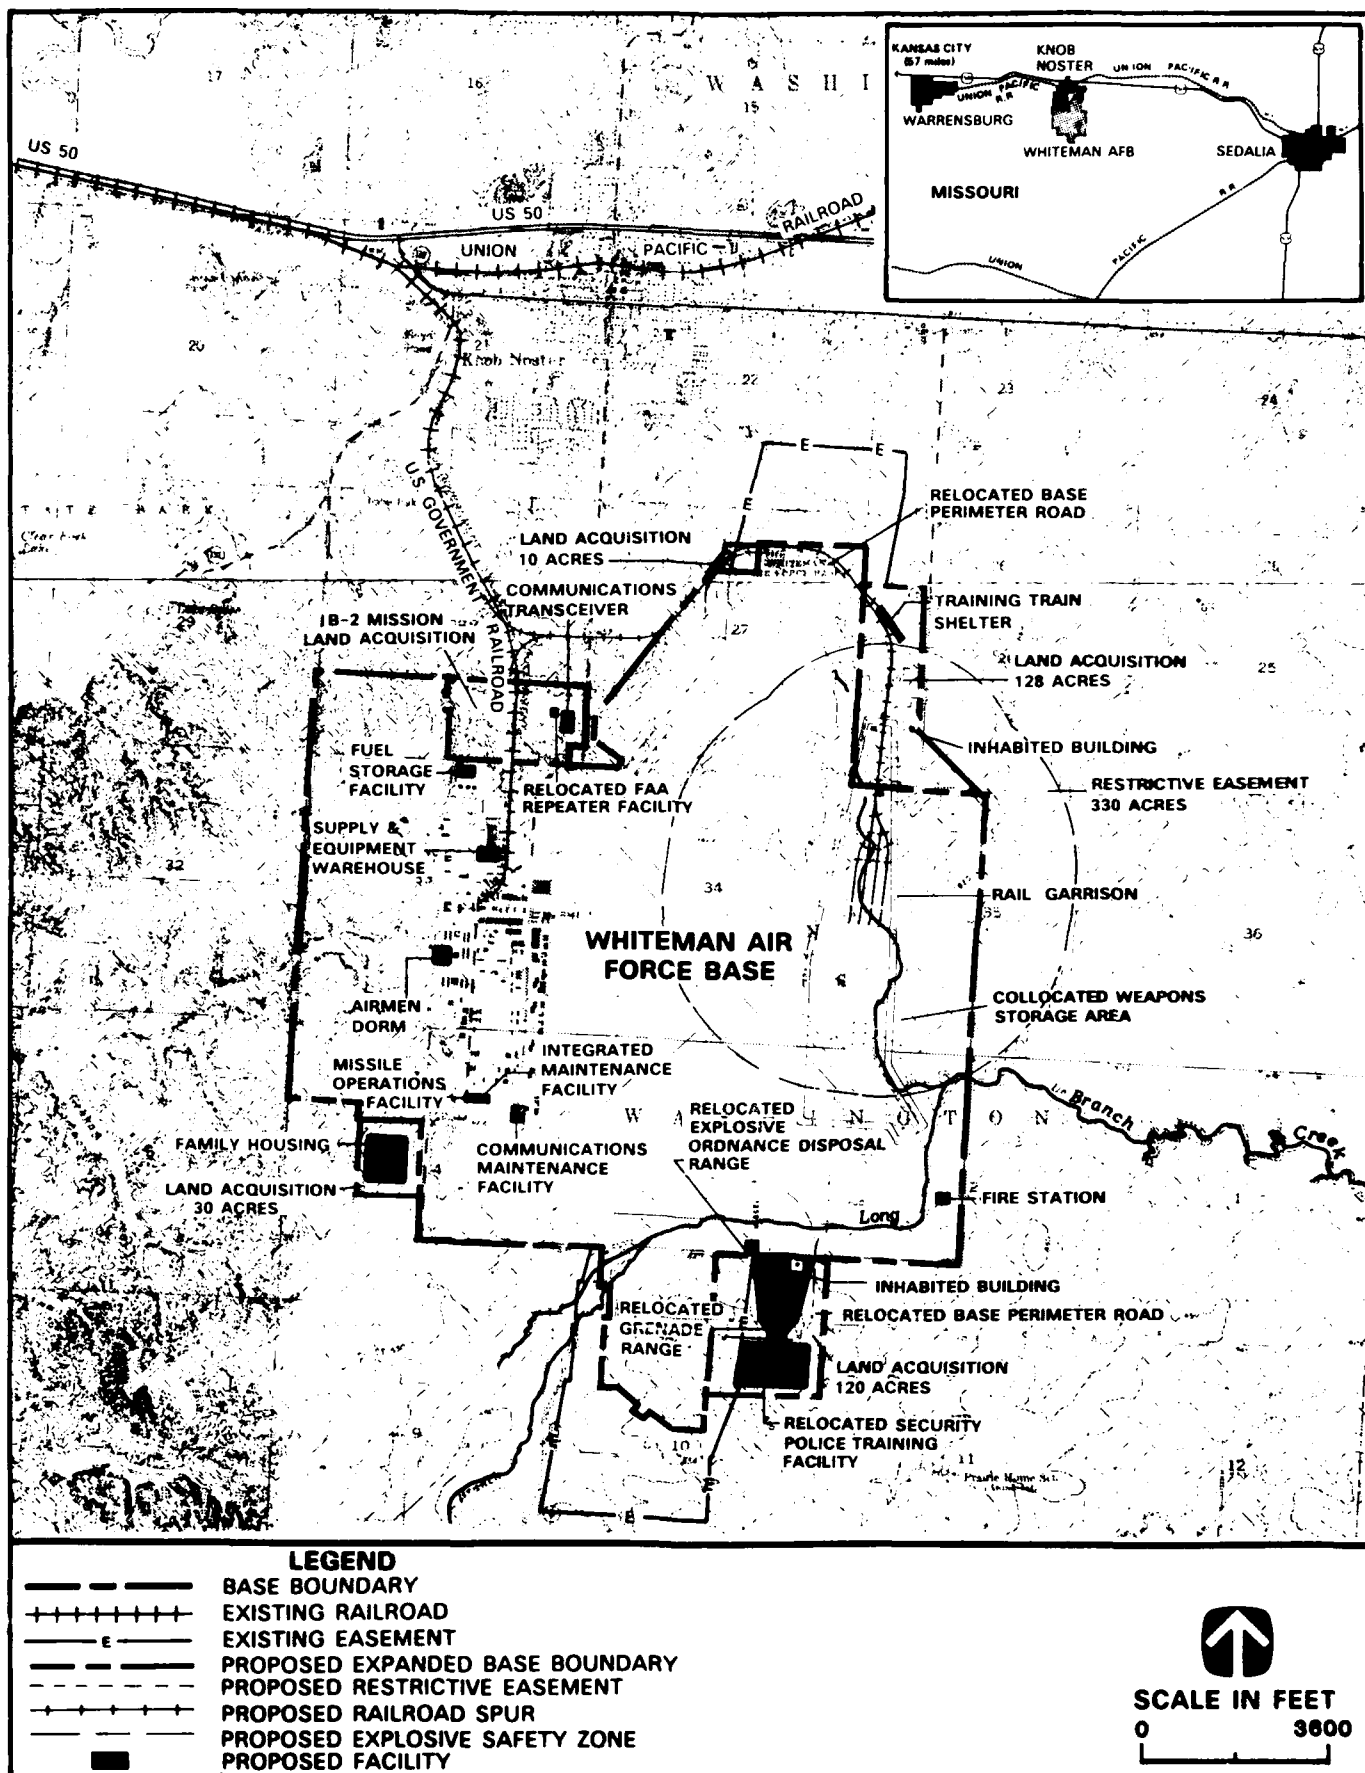 KANSAS CITY
(57 miles)
KNOB
NOSTER
UNION PACIFIC R R
UNION PACIFIC
R.R
WARRENSBURG
WHITEMAN AFB
SEDALIA
MISSOURI
UNION PACIFIC R R
17
16
W A S H I
15
US 50
US 50
UNION PACIFIC RAILROAD
20
21
Knob Noster
22
23
24
U.S. GOVERNMENT RAILROAD
RELOCATED BASE
PERIMETER ROAD
LAND ACQUISITION
10 ACRES
COMMUNICATIONS
TRANSCEIVER
TRAINING TRAIN
SHELTER
29
B-2 MISSION
LAND ACQUISITION
27
LAND ACQUISITION
128 ACRES
25
INHABITED BUILDING
FUEL
STORAGE
FACILITY
RELOCATED FAA
REPEATER FACILITY
RESTRICTIVE EASEMENT
330 ACRES
SUPPLY &
EQUIPMENT
WAREHOUSE
32
34
RAIL GARRISON
35
36
WHITEMAN AIR
FORCE BASE
AIRMEN
DORM
COLLOCATED WEAPONS
STORAGE AREA
MISSILE
OPERATIONS
FACILITY
INTEGRATED
MAINTENANCE
FACILITY
RELOCATED
EXPLOSIVE
ORDNANCE DISPOSAL
RANGE
Branch
Creek
FAMILY HOUSING
4
COMMUNICATIONS
MAINTENANCE
FACILITY
LAND ACQUISITION
30 ACRES
FIRE STATION
1
Long
INHABITED BUILDING
RELOCATED
GRENADE
RANGE
RELOCATED BASE PERIMETER ROAD
LAND ACQUISITION
120 ACRES
RELOCATED SECURITY
POLICE TRAINING
FACILITY
9
10
11
12
E
LEGEND
BASE BOUNDARY
EXISTING RAILROAD
E EXISTING EASEMENT
PROPOSED EXPANDED BASE BOUNDARY
PROPOSED RESTRICTIVE EASEMENT
PROPOSED RAILROAD SPUR
PROPOSED EXPLOSIVE SAFETY ZONE
PROPOSED FACILITY
SCALE IN FEET
0 3600